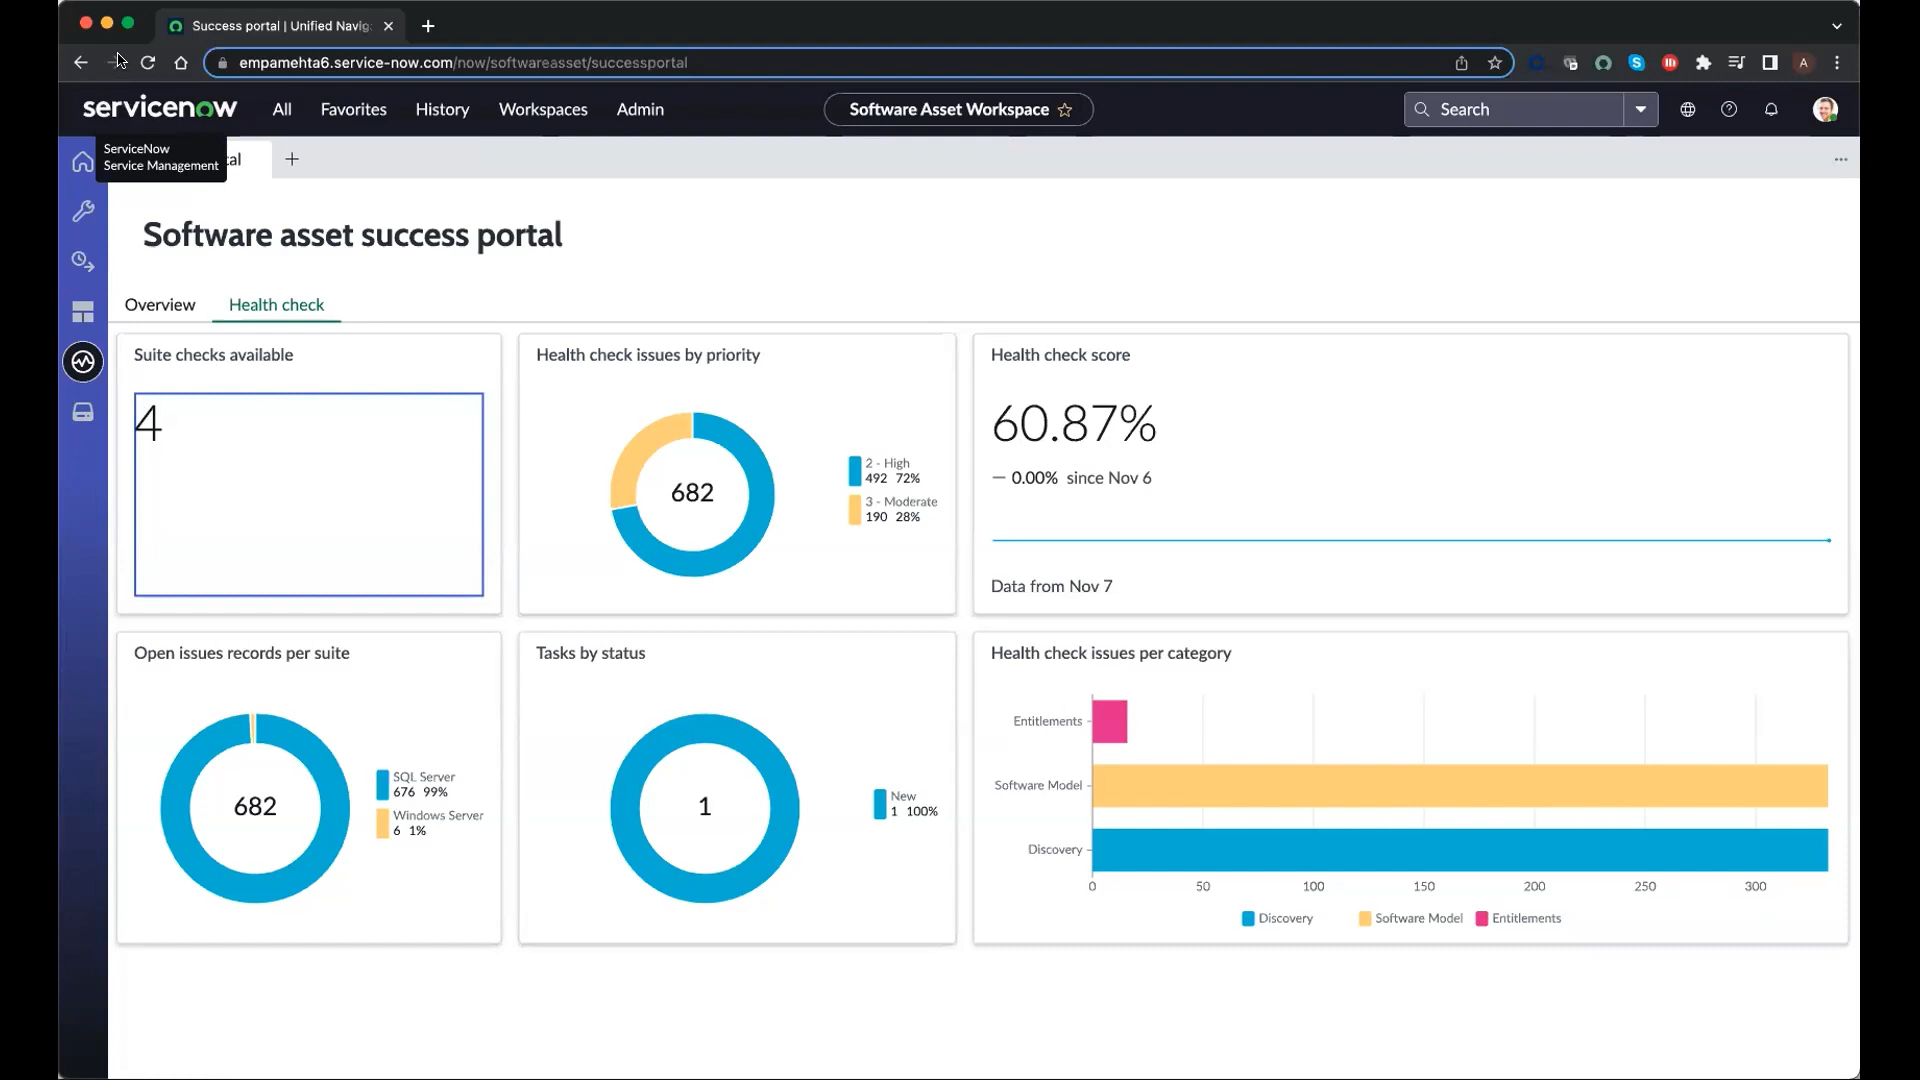 Success portal | Unified Navig
empamehta6.service-now.com/now/softwareasset/successportal
A
servicenow
All
Favorites
History
Workspaces
Admin
Software Asset Workspace
Search
ServiceNow
Service Management
tal
Software asset success portal
Overview
Health check
Suite checks available
4
Health check issues by priority
682
2 - High
492 72%
3 - Moderate
190 28%
Health check score
60.87%
— 0.00% since Nov 6
Data from Nov 7
Open issues records per suite
682
SQL Server
676 99%
Windows Server
6 1%
Tasks by status
1
New
1 100%
Health check issues per category
Entitlements
Software Model
Discovery
0 50 100 150 200 250 300
Discovery Software Model Entitlements